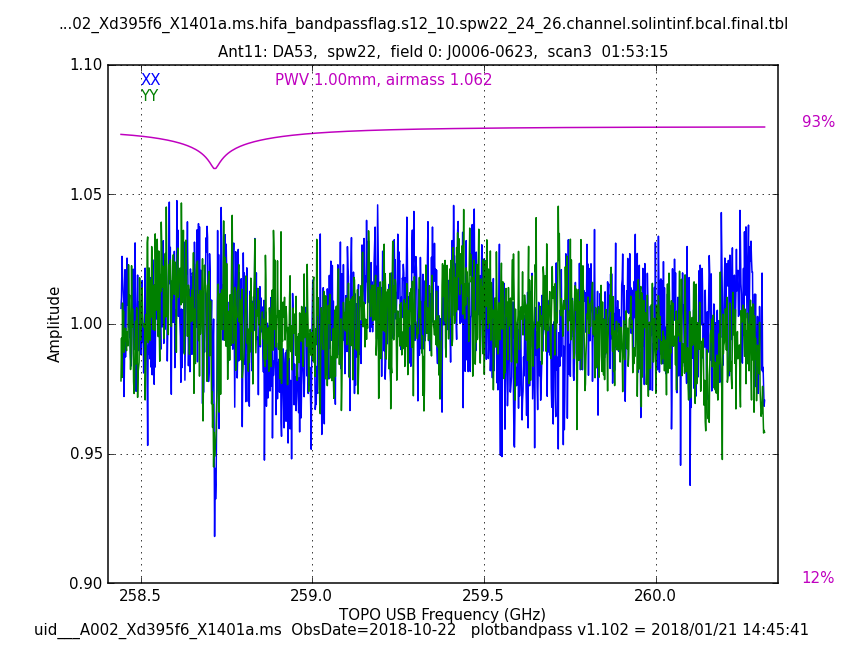 ...02_Xd395f6_X1401a.ms.hifa_bandpassflag.s12_10.spw22_24_26.channel.solintinf.bcal.final.tbl
Ant11: DA53, spw22, field 0: J0006-0623, scan3 01:53:15
1.10
XX
PWV 1.00mm, airmass 1.062
YY
93%
1.05
1.00
Amplitude
0.95
12%
0.90
258.5 259.0 259.5 260.0
TOPO USB Frequency (GHz)
uid___A002_Xd395f6_X1401a.ms ObsDate=2018-10-22 plotbandpass v1.102 = 2018/01/21 14:45:41